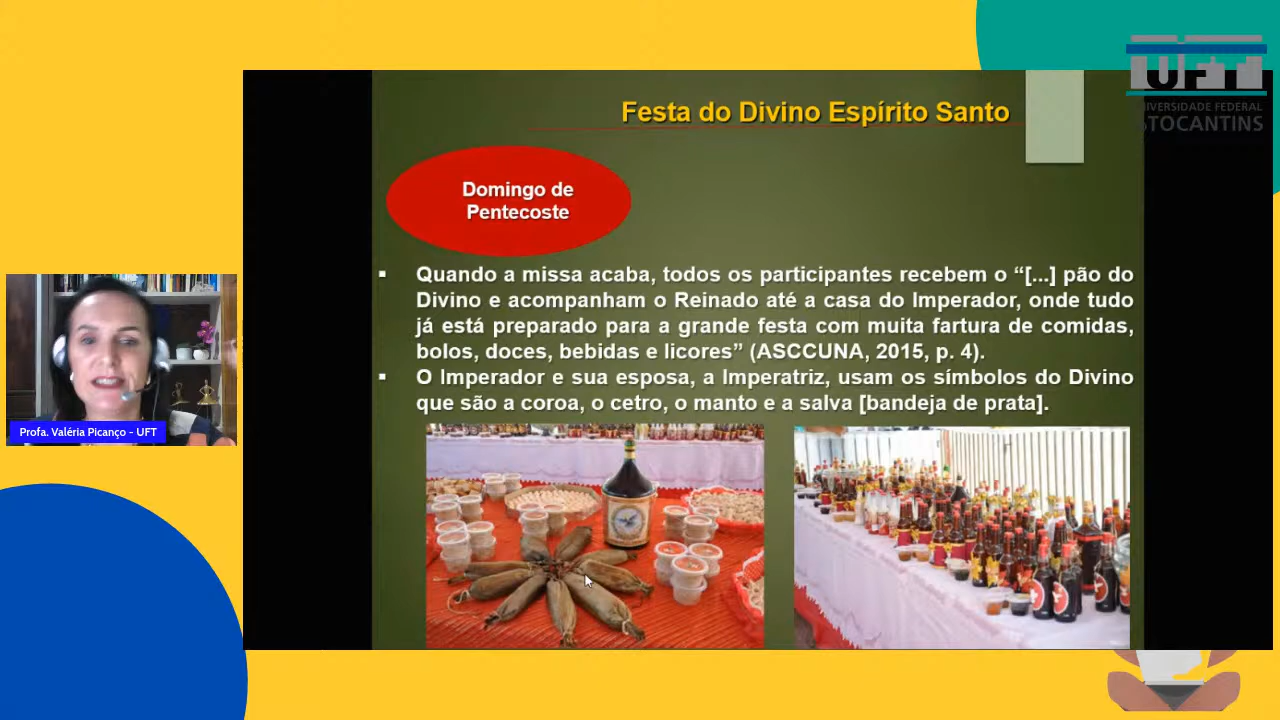 Festa do Divino Espírito Santo
UFT
UNIVERSIDADE FEDERAL
TOCANTINS
Domingo de
Pentecoste
▪ Quando a missa acaba, todos os participantes recebem o “[...] pão do
Divino e acompanham o Reinado até a casa do Imperador, onde tudo
já está preparado para a grande festa com muita fartura de comidas,
bolos, doces, bebidas e licores” (ASCCUNA, 2015, p. 4).
▪ O Imperador e sua esposa, a Imperatriz, usam os símbolos do Divino
que são a coroa, o cetro, o manto e a salva [bandeja de prata].
Profa. Valéria Picanço - UFT